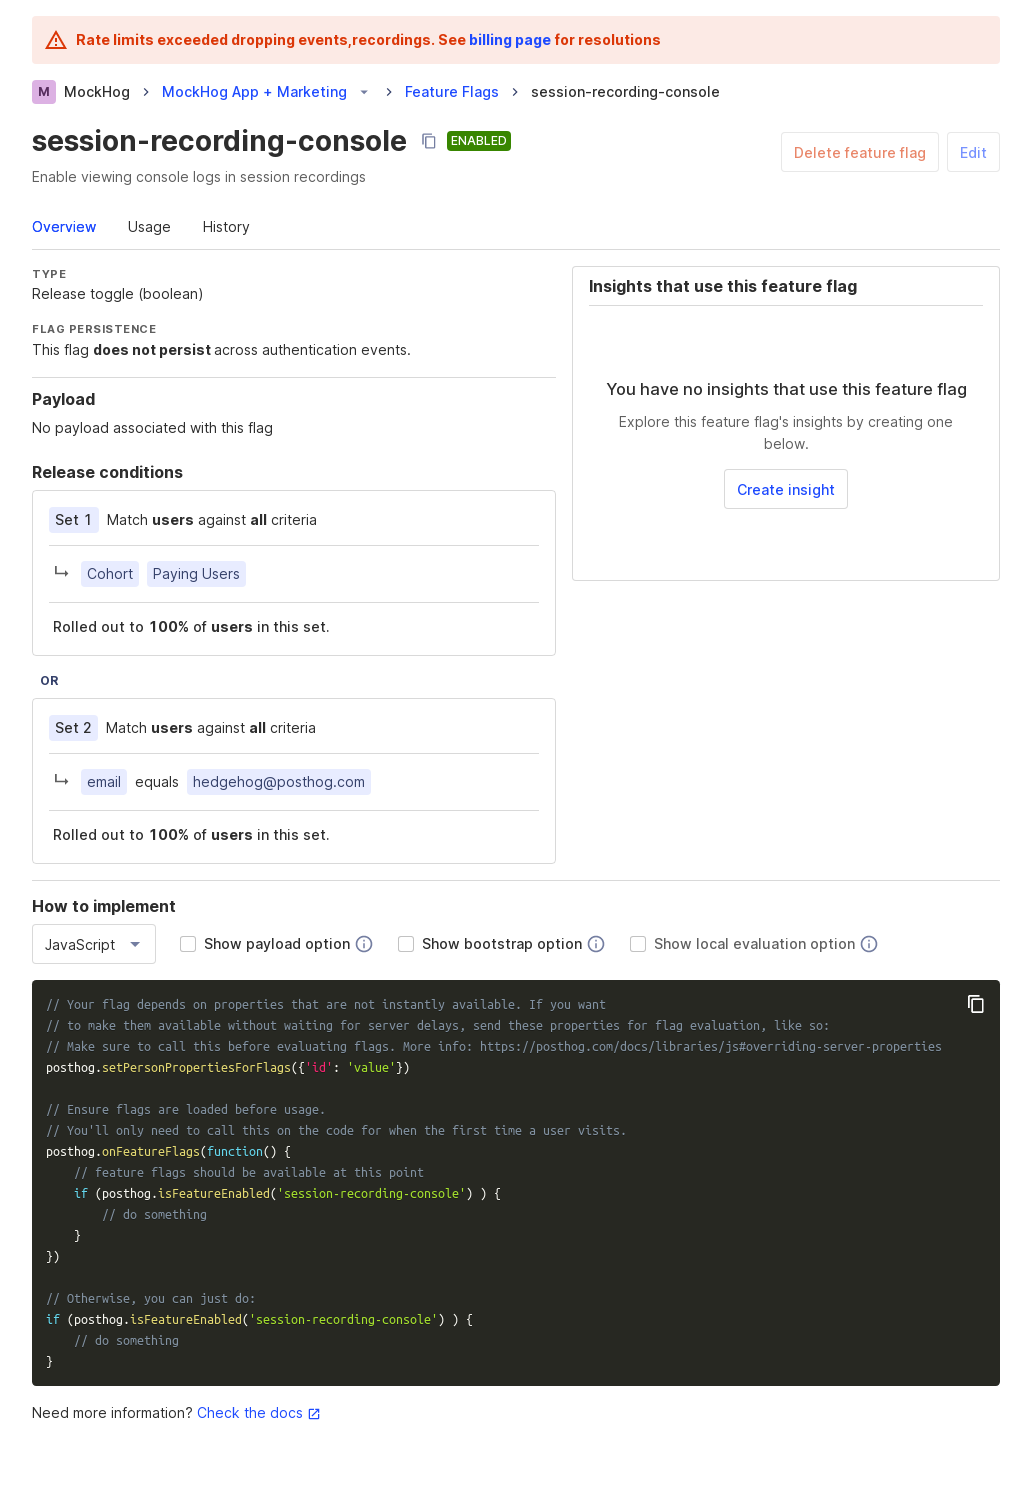 Rate limits exceeded dropping events,recordings. See billing page for resolutions
M MockHog MockHog App + Marketing Feature Flags session-recording-console
session-recording-console ENABLED
Delete feature flag Edit
Enable viewing console logs in session recordings
Overview Usage History
TYPE
Release toggle (boolean)
FLAG PERSISTENCE
This flag does not persist across authentication events.
Payload
No payload associated with this flag
Release conditions
Set 1 Match users against all criteria
Cohort Paying Users
Rolled out to 100% of users in this set.
OR
Set 2 Match users against all criteria
email equals hedgehog@posthog.com
Rolled out to 100% of users in this set.
Insights that use this feature flag
You have no insights that use this feature flag
Explore this feature flag's insights by creating one
below.
Create insight
How to implement
JavaScript Show payload option Show bootstrap option Show local evaluation option
// Your flag depends on properties that are not instantly available. If you want
// to make them available without waiting for server delays, send these properties for flag evaluation, like so:
// Make sure to call this before evaluating flags. More info: https://posthog.com/docs/libraries/js#overriding-server-properties
posthog.setPersonPropertiesForFlags({'id': 'value'})
// Ensure flags are loaded before usage.
// You'll only need to call this on the code for when the first time a user visits.
posthog.onFeatureFlags(function() {
    // feature flags should be available at this point
    if (posthog.isFeatureEnabled('session-recording-console') ) {
        // do something
    }
})
// Otherwise, you can just do:
if (posthog.isFeatureEnabled('session-recording-console') ) {
    // do something
}
Need more information? Check the docs